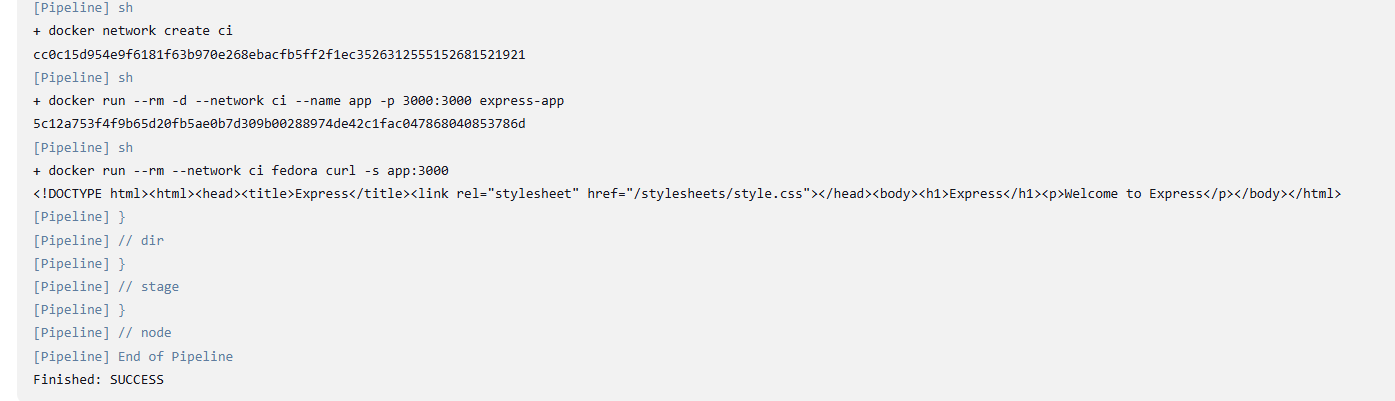 [Pipeline] sh
+ docker network create ci
cc0c15d954e9f6181f63b970e268ebacfb5ff2f1ec3526312555152681521921
[Pipeline] sh
+ docker run --rm -d --network ci --name app -p 3000:3000 express-app
5c12a753f4f9b65d20fb5ae0b7d309b00288974de42c1fac047868040853786d
[Pipeline] sh
+ docker run --rm --network ci fedora curl -s app:3000
<!DOCTYPE html><html><head><title>Express</title><link rel="stylesheet" href="/stylesheets/style.css"></head><body><h1>Express</h1><p>Welcome to Express</p></body></html>
[Pipeline] }
[Pipeline] // dir
[Pipeline] }
[Pipeline] // stage
[Pipeline] }
[Pipeline] // node
[Pipeline] End of Pipeline
Finished: SUCCESS